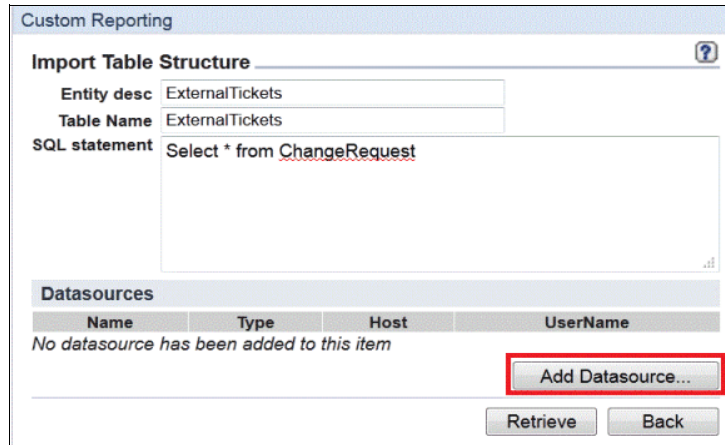 Custom Reporting
Import Table Structure
?
Entity desc ExternalTickets
Table Name ExternalTickets
SQL statement Select * from ChangeRequest
Datasources
Name Type Host UserName
No datasource has been added to this item
Add Datasource...
Retrieve Back